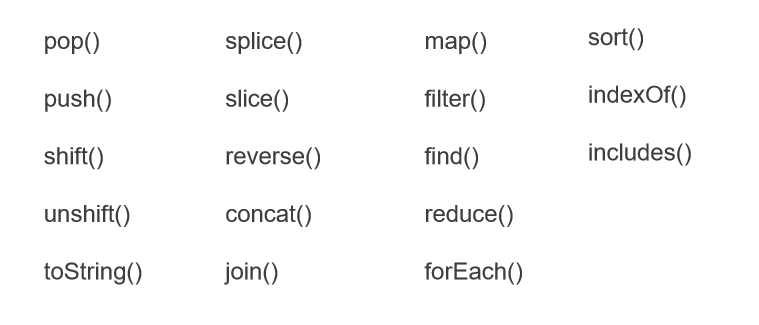 pop()
push()
shift()
unshift()
toString()
splice()
slice()
reverse()
concat()
join()
map()
filter()
find()
reduce()
forEach()
sort()
indexOf()
includes()